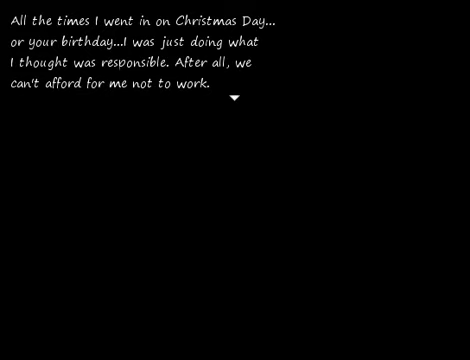 All the times I went in on Christmas Day...
or your birthday...I was just doing what
I thought was responsible. After all, we
can't afford for me not to work.